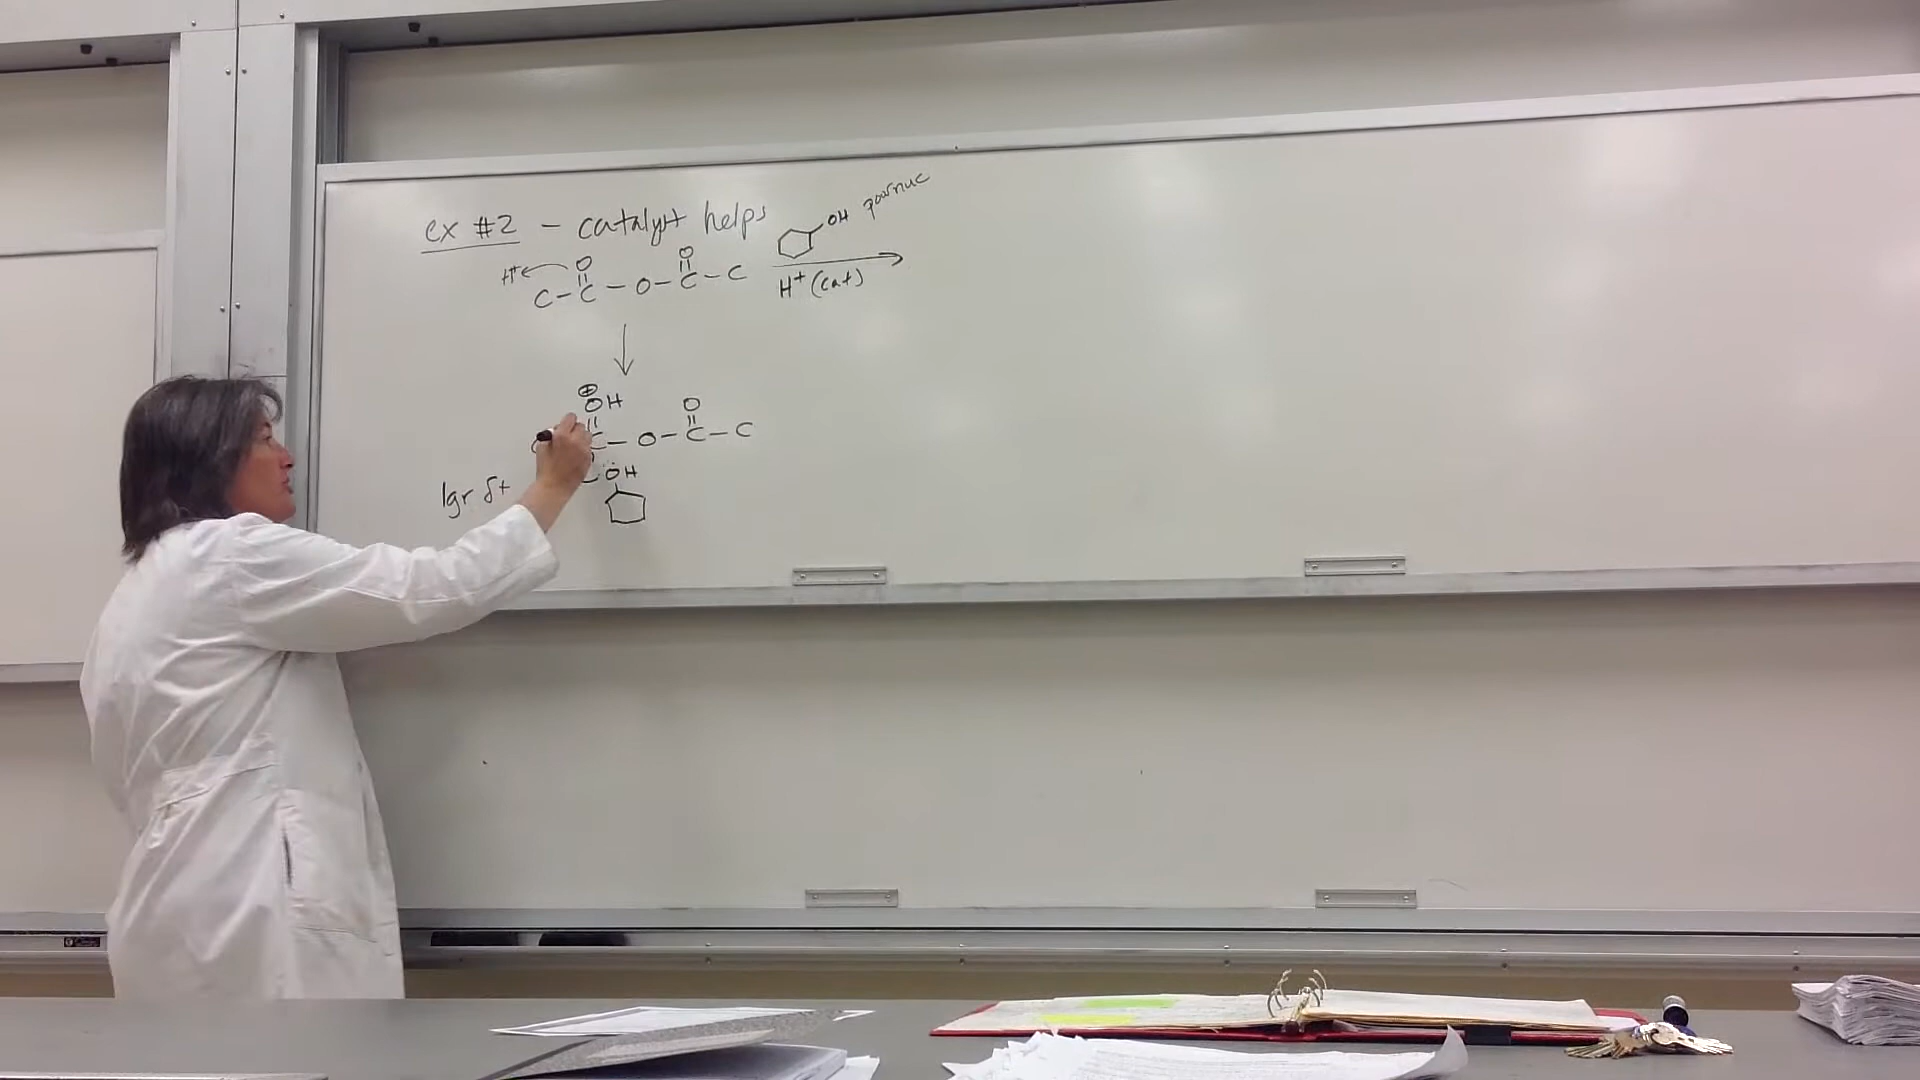 ex #2 - catalyst helps
OH poor nuc
H+ O O
C - C - O - C - C H+ (cat)
⊕
OH O
C - O - C - C
OH
lgr δ+